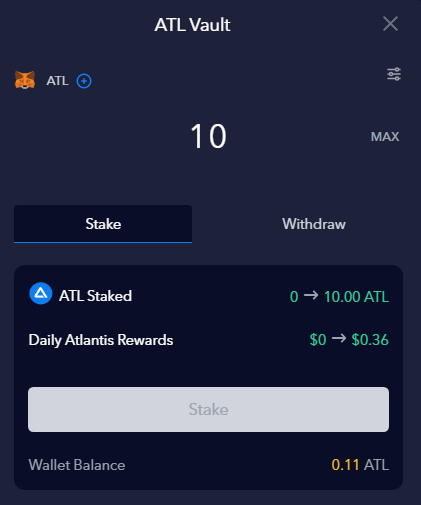 ATL Vault
ATL
10
MAX
Stake Withdraw
ATL Staked 0 → 10.00 ATL
Daily Atlantis Rewards $0 → $0.36
Stake
Wallet Balance 0.11 ATL